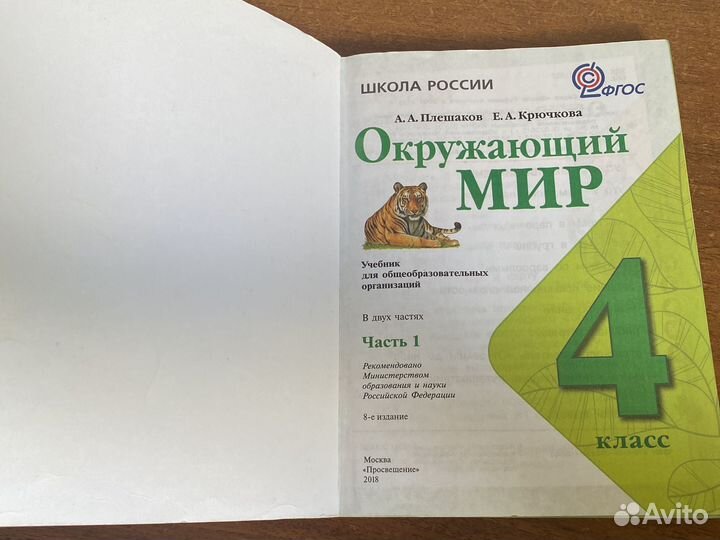 ШКОЛА РОССИИ
ФГОС
А. А. Плешаков Е. А. Крючкова
Окружающий
МИР
Учебник
для общеобразовательных
организаций
В двух частях
Часть 1
Рекомендовано
Министерством
образования и науки
Российской Федерации
8-е издание
4
класс
Москва
«Просвещение»
2018
Avito